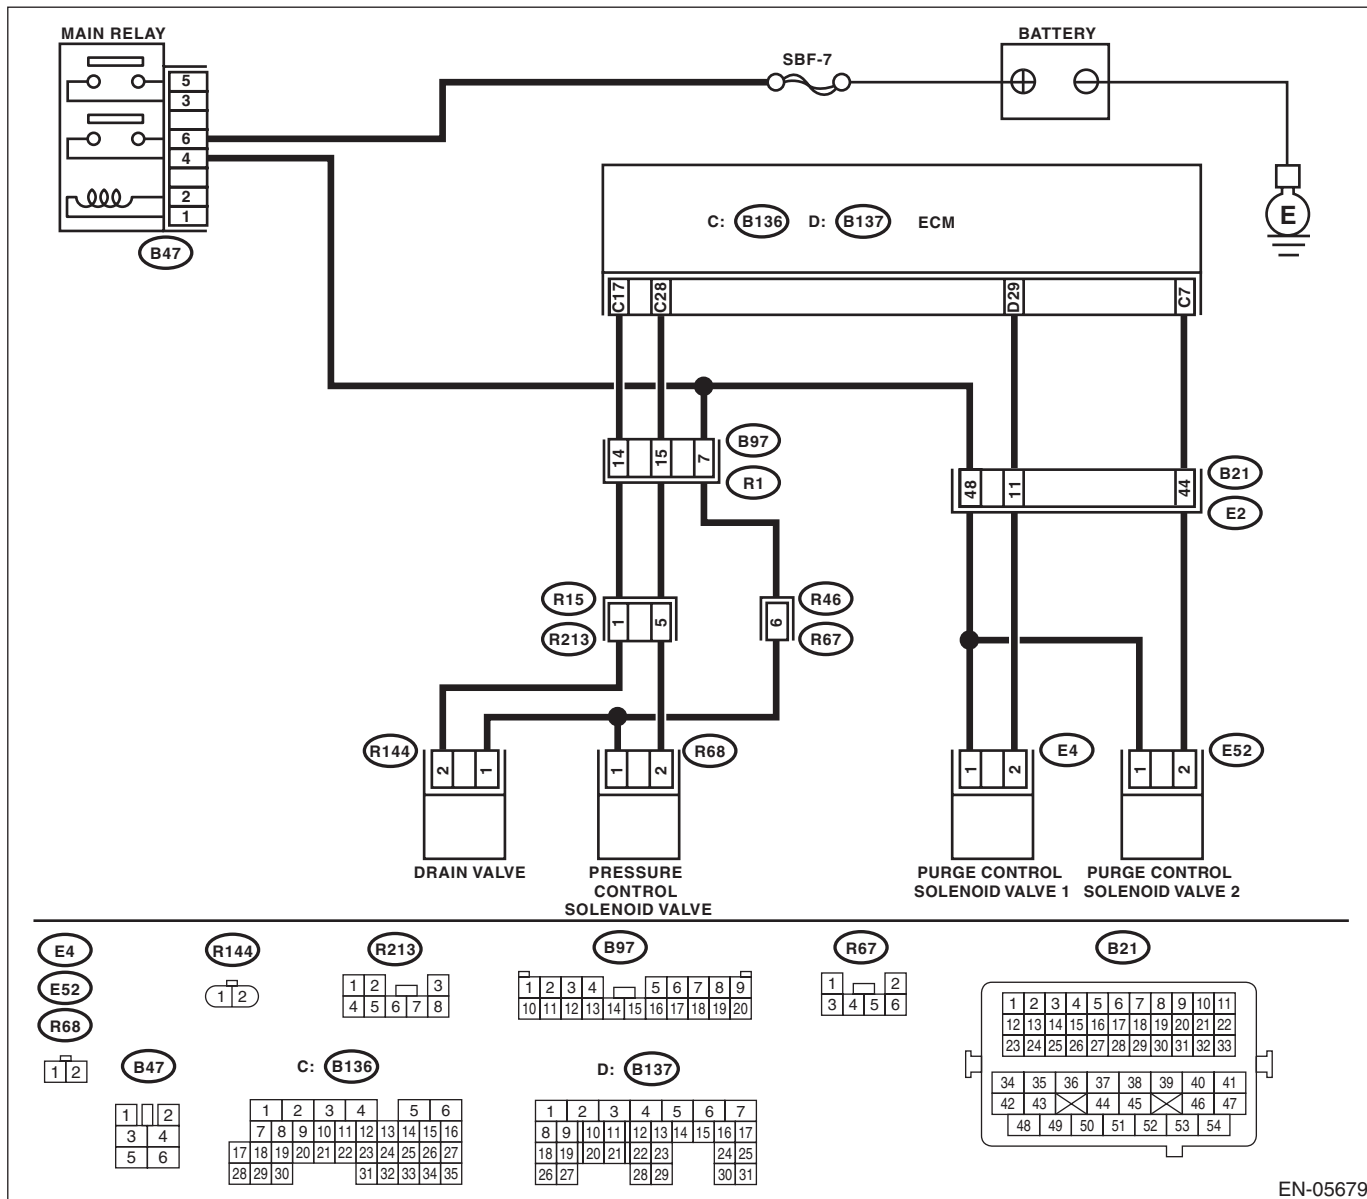 MAIN RELAY
BATTERY
SBF-7
5
3
6
4
2
1
B47
E
C: B136 D: B137 ECM
C17 C28 D29 C7
B97
14 15 7
R1
B21
48 11 44
E2
R15
1 5
R213
R46
6
R67
R144
2 1
1 2
R68
1 2
E4
1 2
E52
DRAIN VALVE
PRESSURE
CONTROL
SOLENOID VALVE
PURGE CONTROL
SOLENOID VALVE 1
PURGE CONTROL
SOLENOID VALVE 2
E4
E52
R68
1 2
R144
1 2
R213
1 2 3
4 5 6 7 8
B97
1 2 3 4 5 6 7 8 9
10 11 12 13 14 15 16 17 18 19 20
R67
1 2
3 4 5 6
B21
1 2 3 4 5 6 7 8 9 10 11
12 13 14 15 16 17 18 19 20 21 22
23 24 25 26 27 28 29 30 31 32 33
34 35 36 37 38 39 40 41
42 43 44 45 46 47
48 49 50 51 52 53 54
B47
1 2
3 4
5 6
C: B136
1 2 3 4 5 6
7 8 9 10 11 12 13 14 15 16
17 18 19 20 21 22 23 24 25 26 27
28 29 30 31 32 33 34 35
D: B137
1 2 3 4 5 6 7
8 9 10 11 12 13 14 15 16 17
18 19 20 21 22 23 24 25
26 27 28 29 30 31
EN-05679